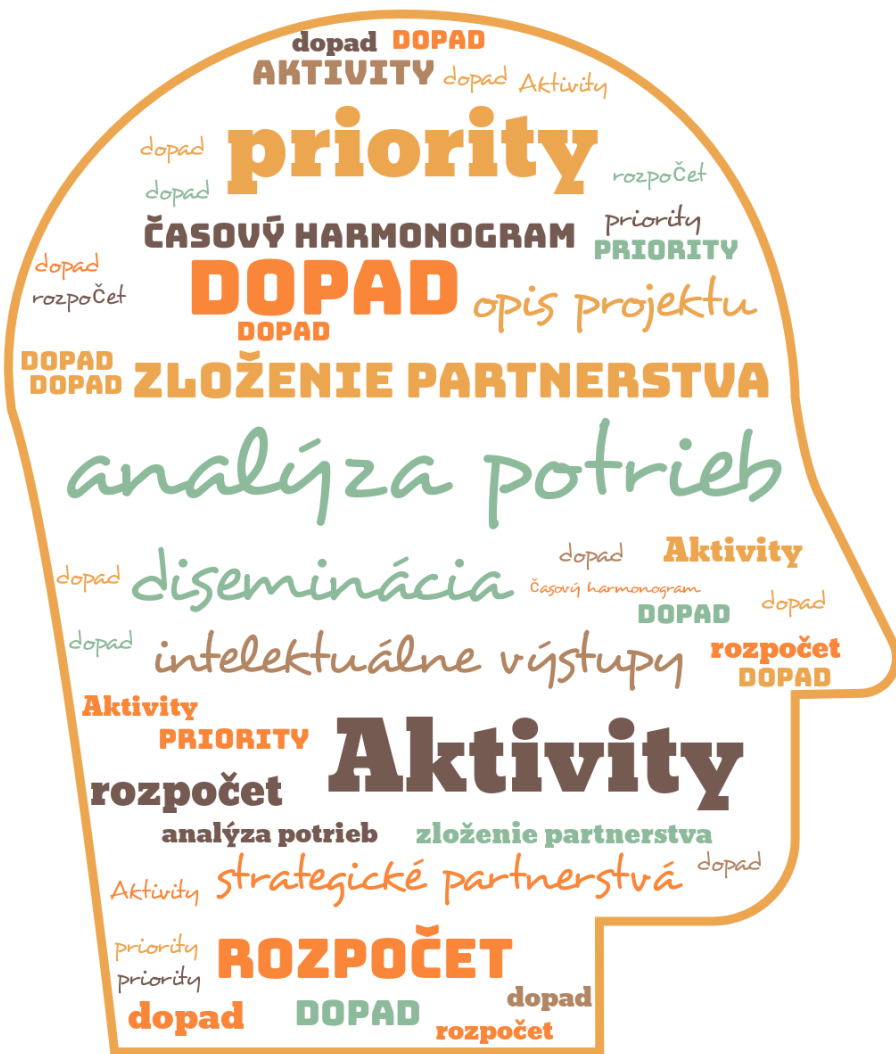 dopad DOPAD
AKTIVITY dopad Aktivity
dopad priority rozpočet
dopad
ČASOVÝ HARMONOGRAM priority
PRIORITY
dopad
rozpočet DOPAD opis projektu
DOPAD
DOPAD
DOPAD ZLOŽENIE PARTNERSTVA
analýza potrieb
dopad Aktivity
dopad diseminácia časový harmonogram
DOPAD dopad
dopad intelektuálne výstupy rozpočet
DOPAD
Aktivity
PRIORITY Aktivity
rozpočet
analýza potrieb zloženie partnerstva
Aktivity strategické partnerstvá dopad
priority ROZPOČET
priority
dopad DOPAD dopad
rozpočet